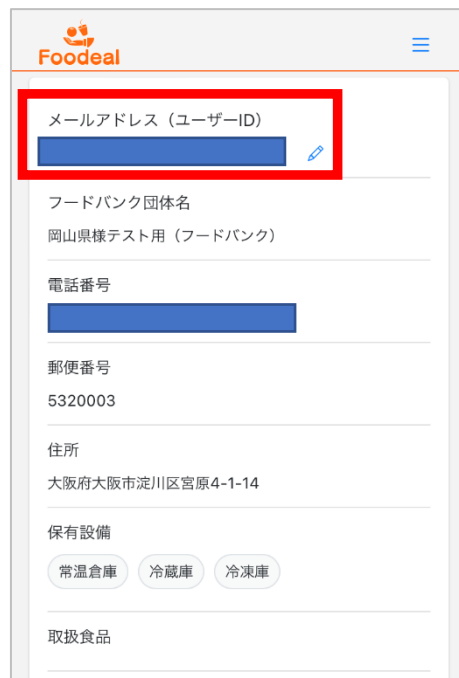 Foodeal
メールアドレス（ユーザーID）
フードバンク団体名
岡山県様テスト用（フードバンク）
電話番号
郵便番号
5320003
住所
大阪府大阪市淀川区宮原4-1-14
保有設備
常温倉庫 冷蔵庫 冷凍庫
取扱食品